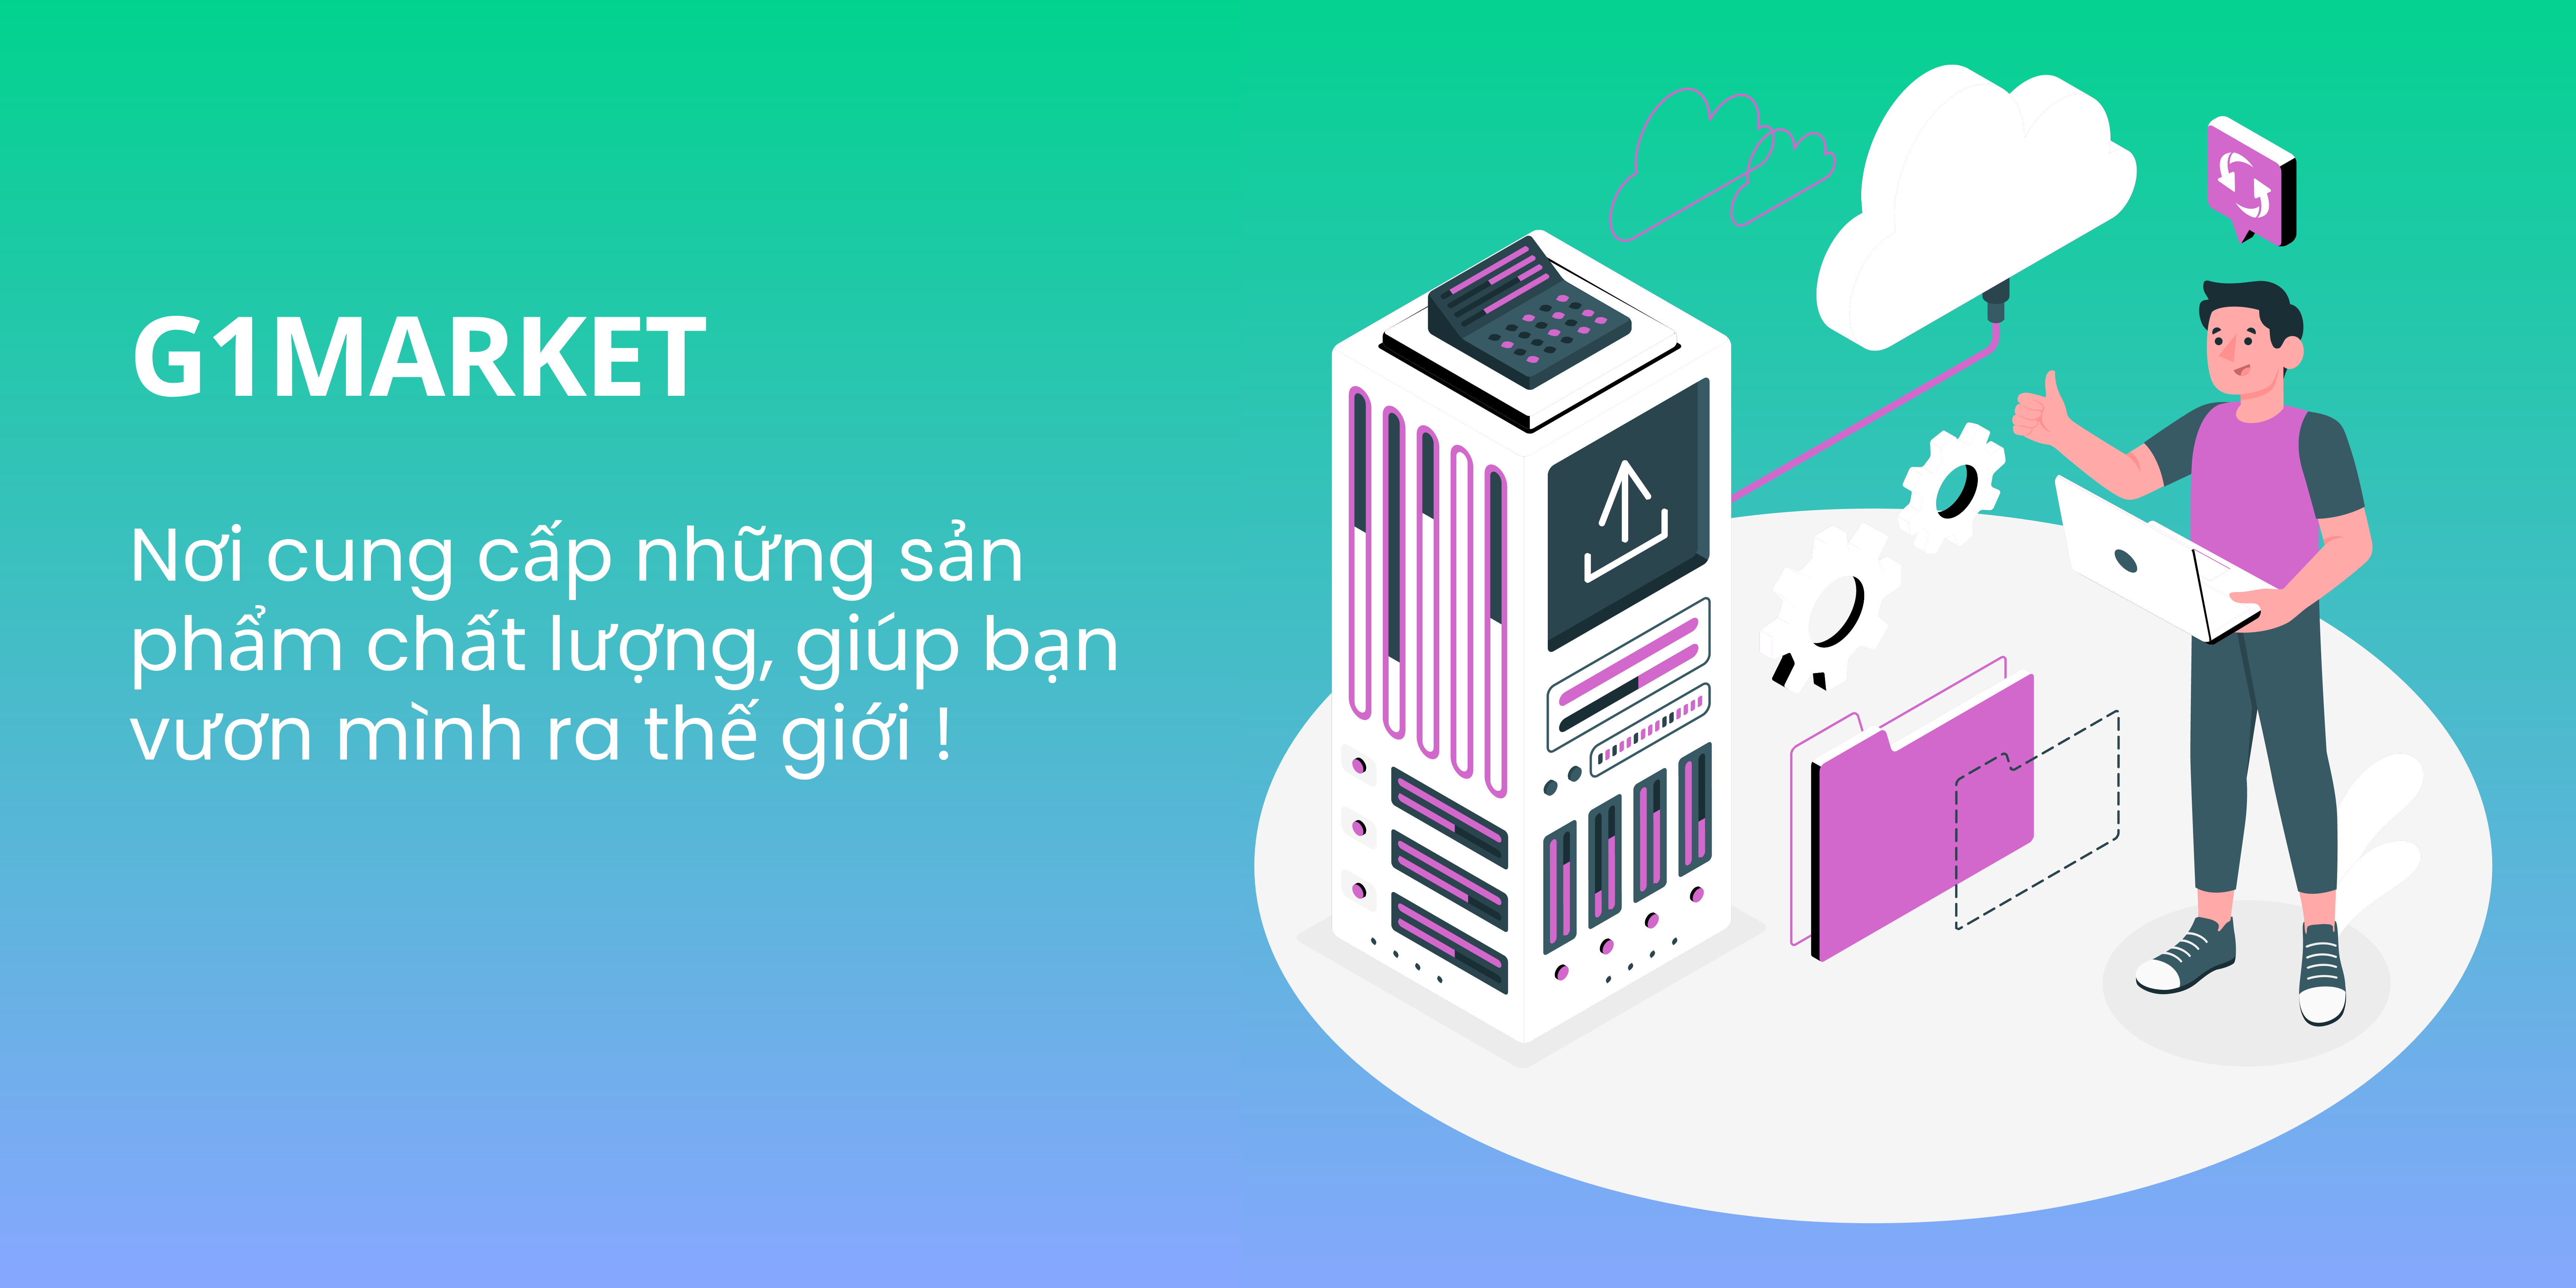 G1MARKET
Nơi cung cấp những sản
phẩm chất lượng, giúp bạn
vươn mình ra thế giới !